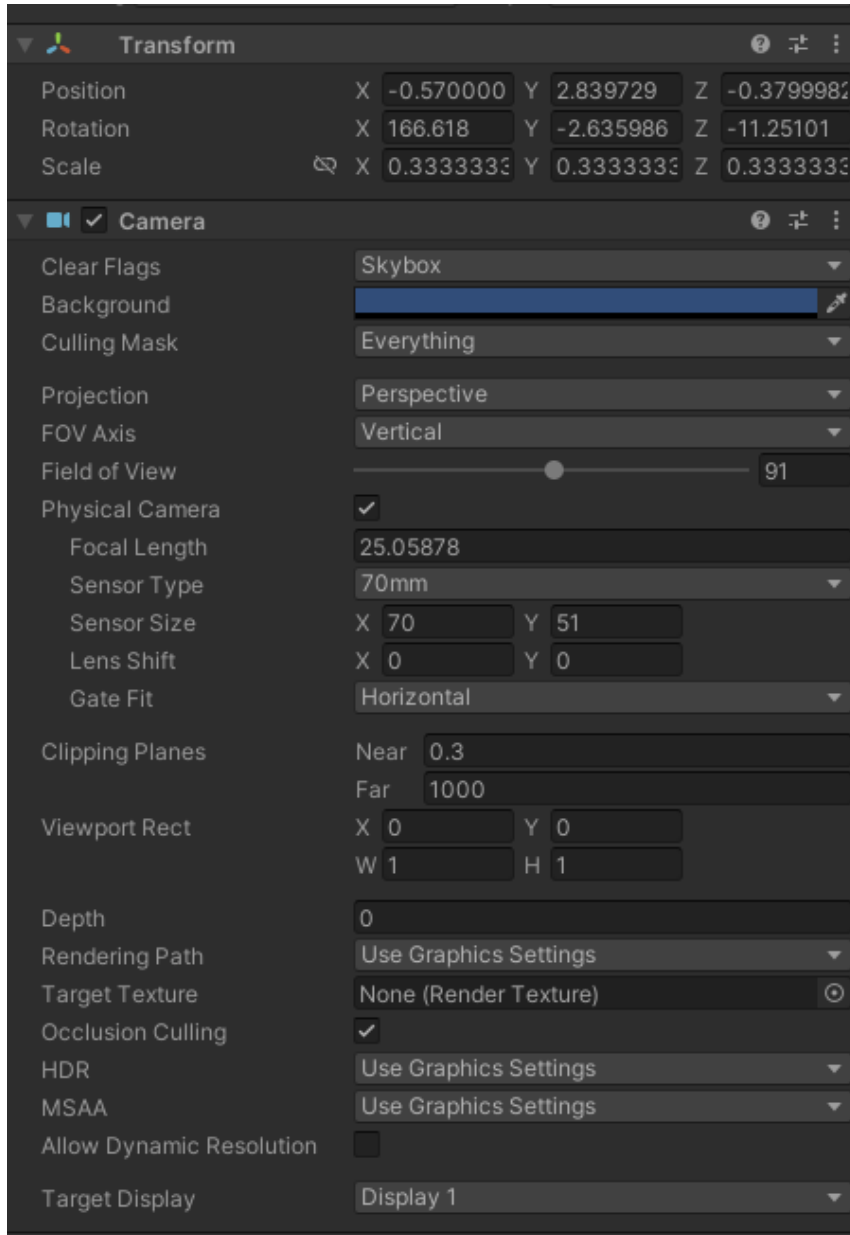 Transform
Position X -0.570000 Y 2.839729 Z -0.3799982
Rotation X 166.618 Y -2.635986 Z -11.25101
Scale X 0.3333333 Y 0.3333333 Z 0.3333333
Camera
Clear Flags Skybox
Background
Culling Mask Everything
Projection Perspective
FOV Axis Vertical
Field of View 91
Physical Camera
Focal Length 25.05878
Sensor Type 70mm
Sensor Size X 70 Y 51
Lens Shift X 0 Y 0
Gate Fit Horizontal
Clipping Planes Near 0.3
Far 1000
Viewport Rect X 0 Y 0
W 1 H 1
Depth 0
Rendering Path Use Graphics Settings
Target Texture None (Render Texture)
Occlusion Culling
HDR Use Graphics Settings
MSAA Use Graphics Settings
Allow Dynamic Resolution
Target Display Display 1